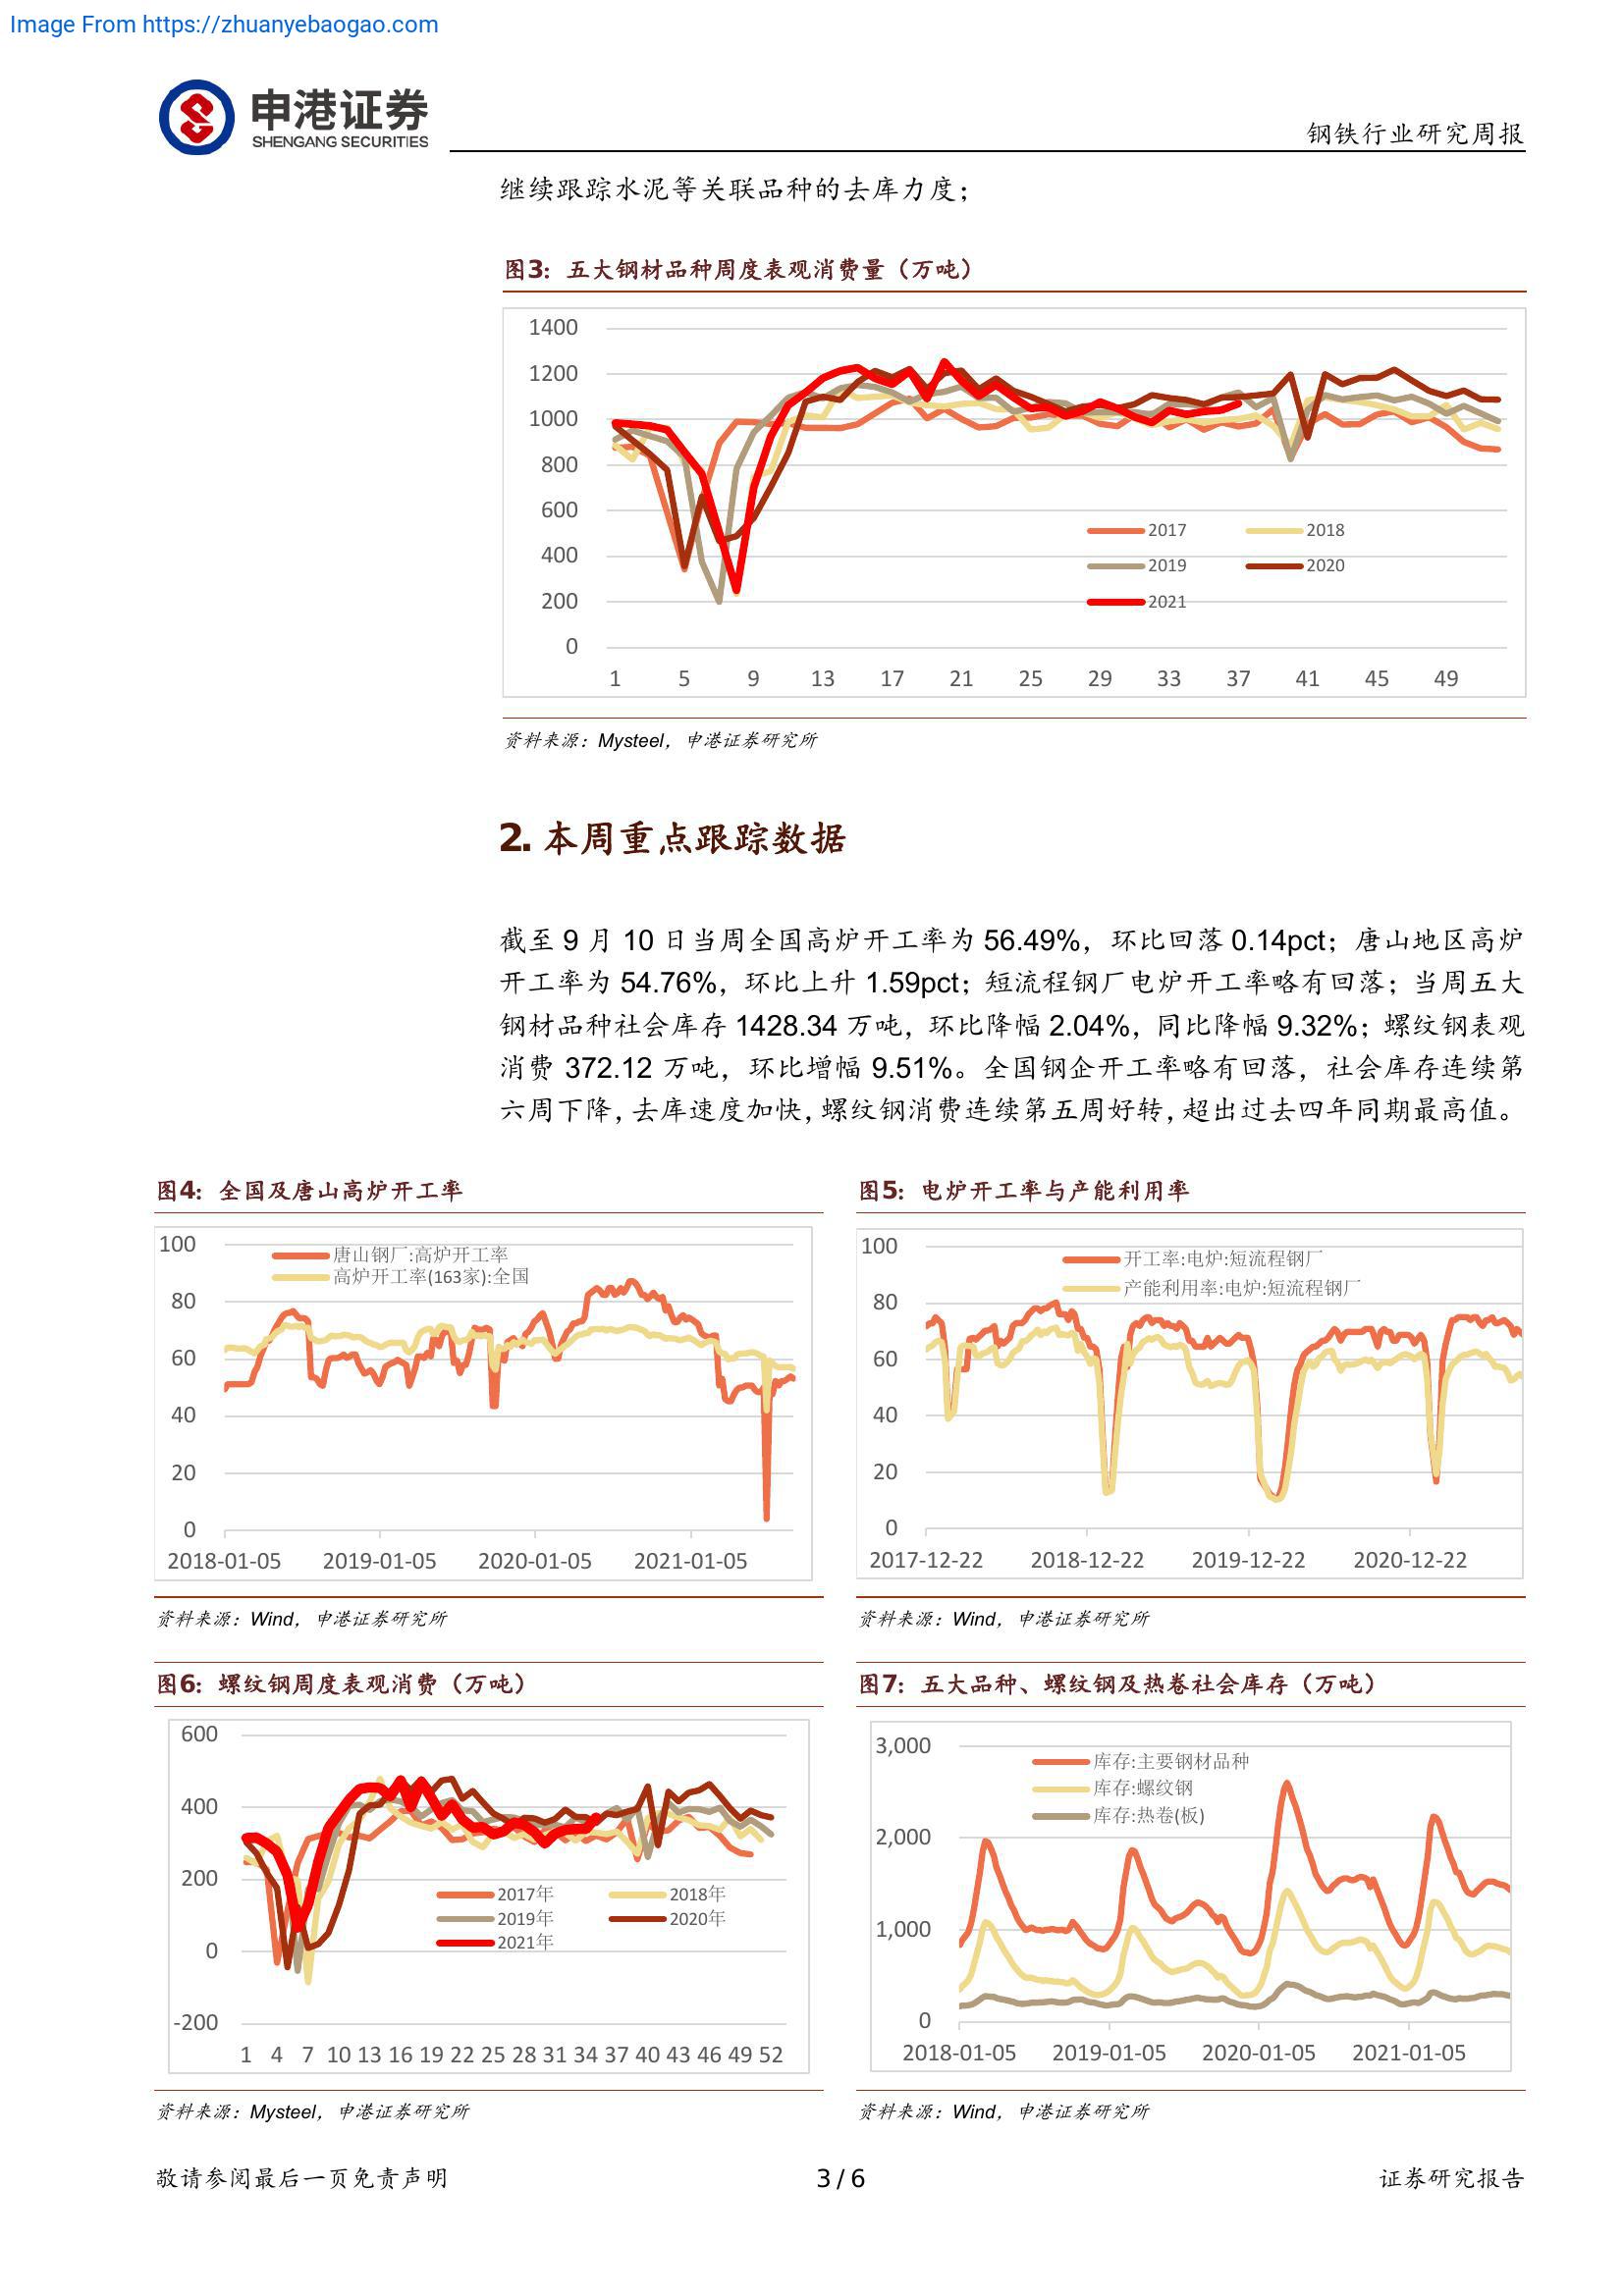 Image From https://zhuanyebaogao.com
申港证券
SHENGANG SECURITIES
钢铁行业研究周报
继续跟踪水泥等关联品种的去库力度；
图3：五大钢材品种周度表观消费量（万吨）
1400
1200
1000
800
600
400
200
0
2017 2018
2019 2020
2021
1 5 9 13 17 21 25 29 33 37 41 45 49
资料来源：Mysteel，申港证券研究所
2. 本周重点跟踪数据
截至 9 月 10 日当周全国高炉开工率为 56.49%，环比回落 0.14pct；唐山地区高炉
开工率为 54.76%，环比上升 1.59pct；短流程钢厂电炉开工率略有回落；当周五大
钢材品种社会库存 1428.34 万吨，环比降幅 2.04%，同比降幅 9.32%；螺纹钢表观
消费 372.12 万吨，环比增幅 9.51%。全国钢企开工率略有回落，社会库存连续第
六周下降，去库速度加快，螺纹钢消费连续第五周好转，超出过去四年同期最高值。
图4：全国及唐山高炉开工率
100
80
60
40
20
0
唐山钢厂:高炉开工率
高炉开工率(163家):全国
2018-01-05 2019-01-05 2020-01-05 2021-01-05
资料来源：Wind，申港证券研究所
图5：电炉开工率与产能利用率
100
80
60
40
20
0
开工率:电炉:短流程钢厂
产能利用率:电炉:短流程钢厂
2017-12-22 2018-12-22 2019-12-22 2020-12-22
资料来源：Wind，申港证券研究所
图6：螺纹钢周度表观消费（万吨）
600
400
200
0
-200
2017年 2018年
2019年 2020年
2021年
1 4 7 10 13 16 19 22 25 28 31 34 37 40 43 46 49 52
资料来源：Mysteel，申港证券研究所
图7：五大品种、螺纹钢及热卷社会库存（万吨）
3,000
2,000
1,000
0
库存:主要钢材品种
库存:螺纹钢
库存:热卷(板)
2018-01-05 2019-01-05 2020-01-05 2021-01-05
资料来源：Wind，申港证券研究所
敬请参阅最后一页免责声明
3 / 6
证券研究报告